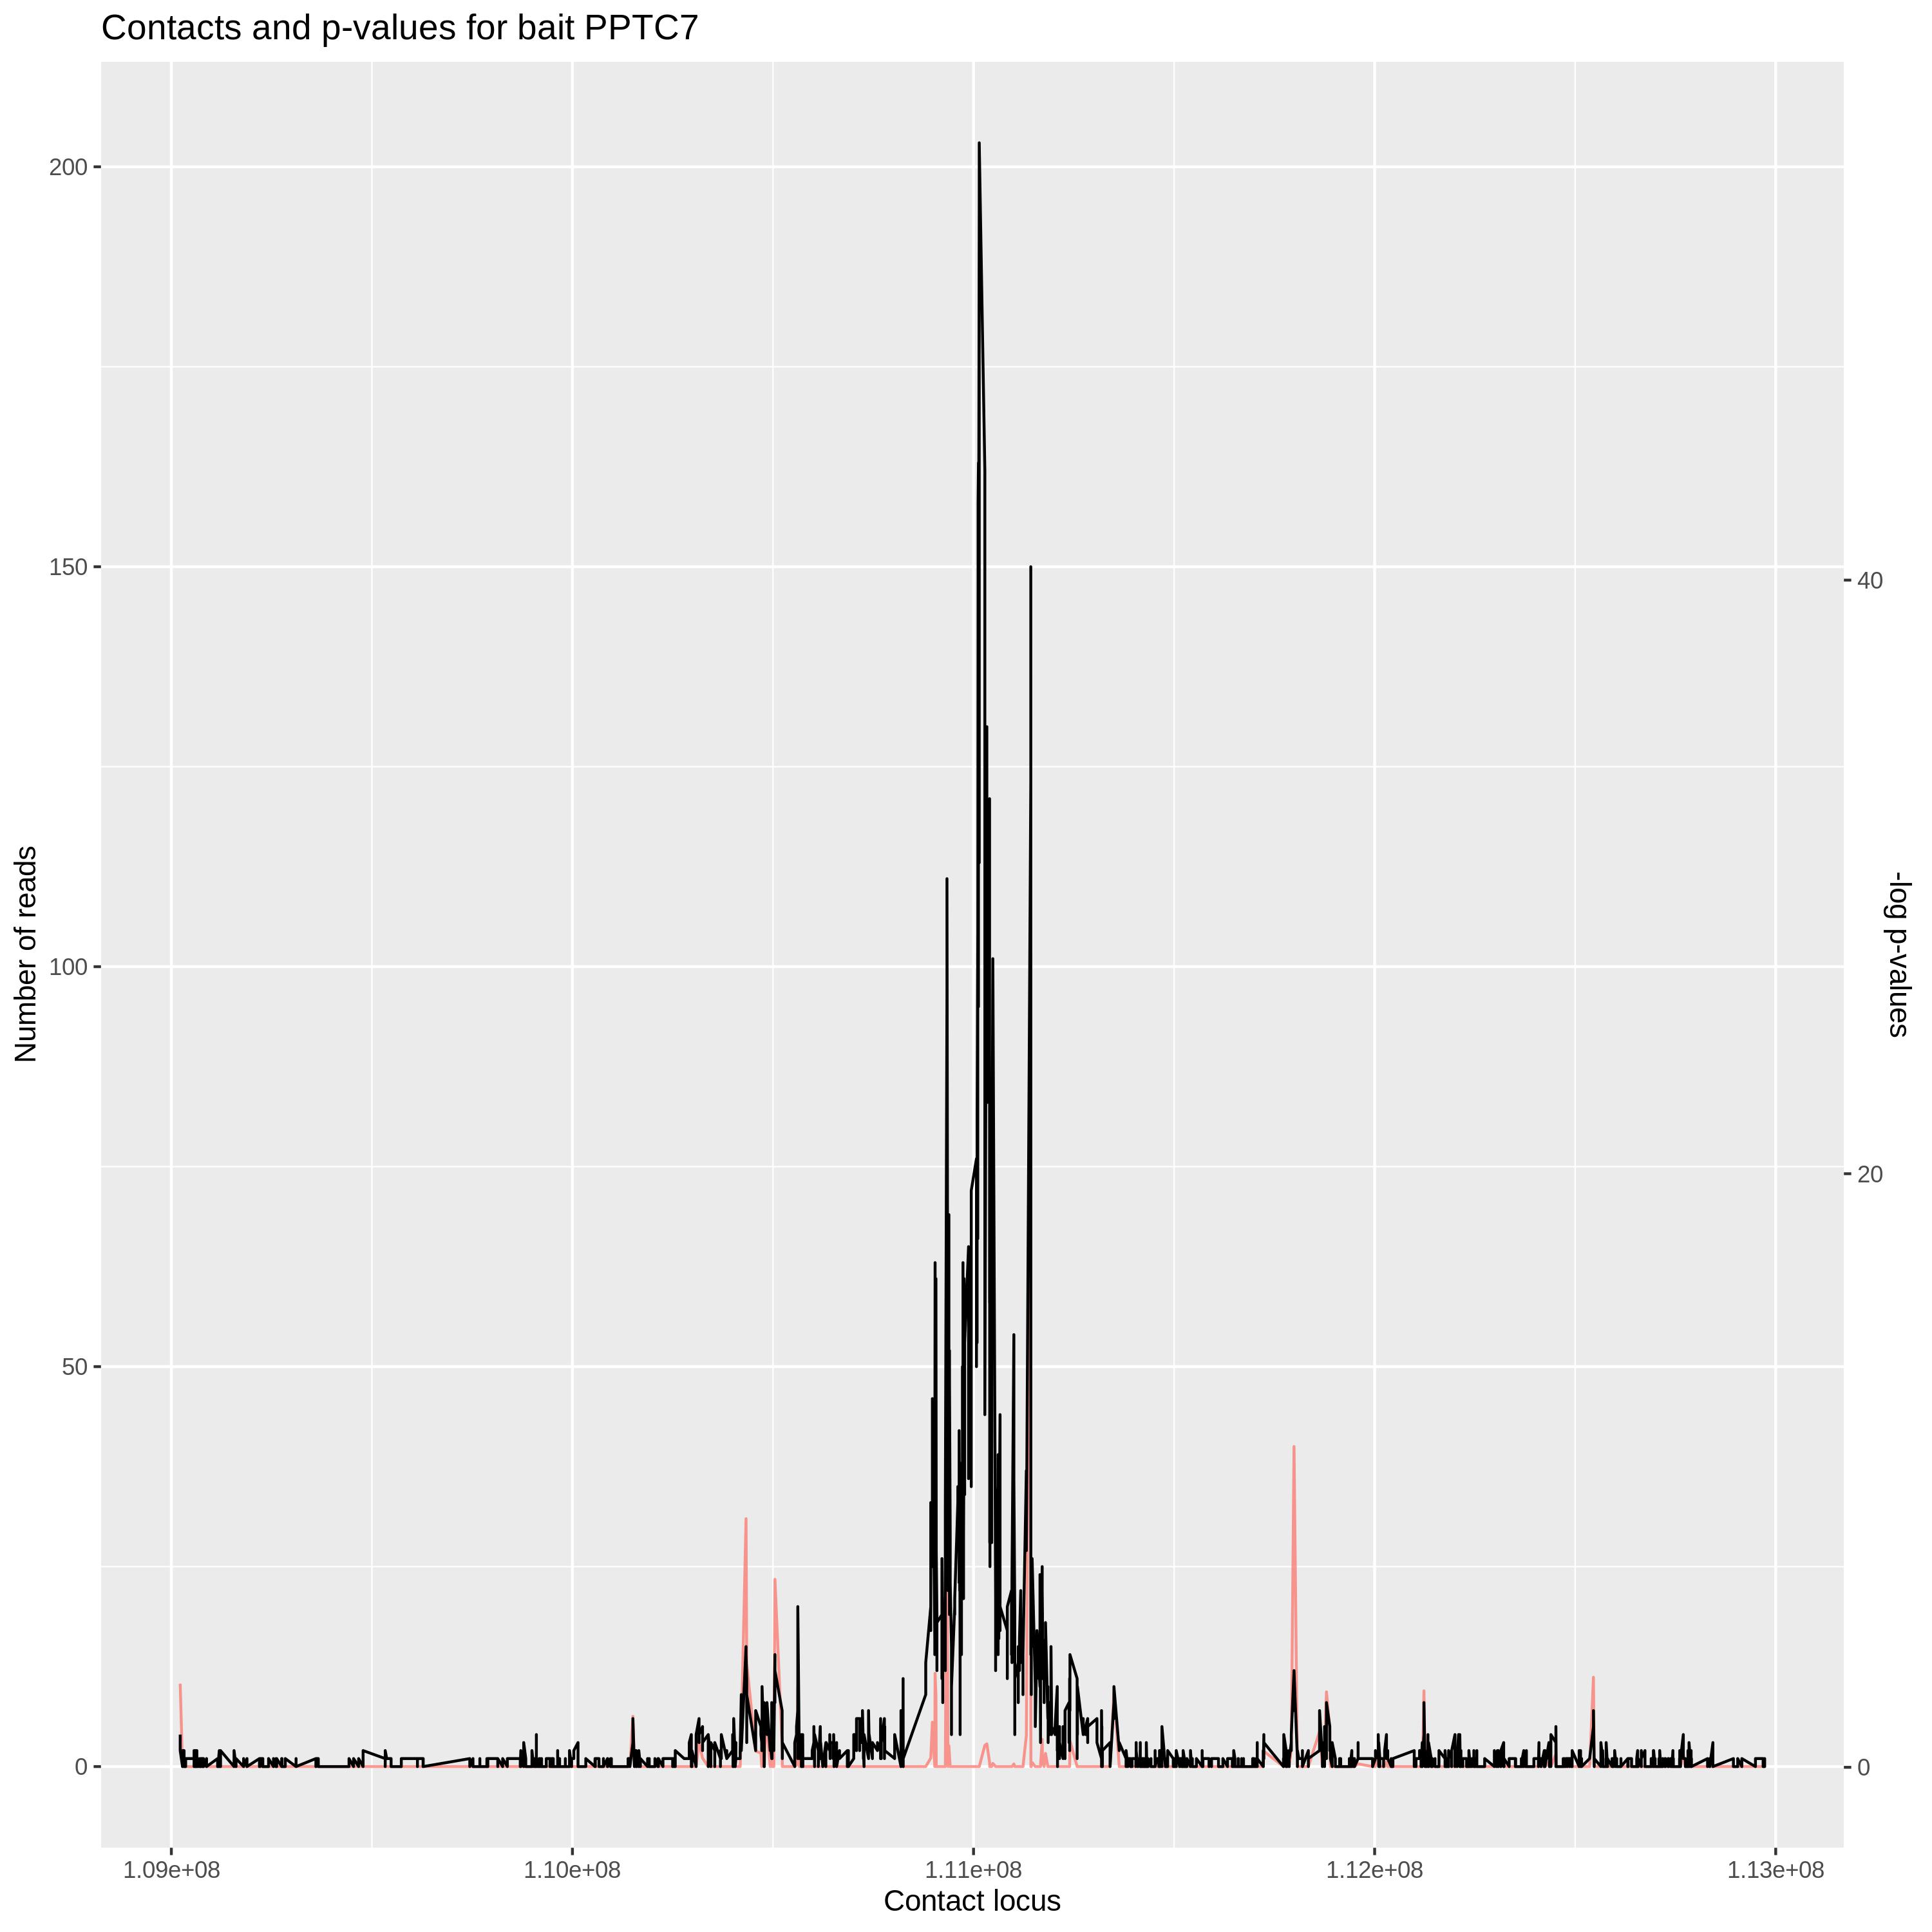 Contacts and p-values for bait PPTC7
200
150
100
50
0
40
20
0
Number of reads
-log p-values
1.09e+08
1.10e+08
1.11e+08
1.12e+08
1.13e+08
Contact locus